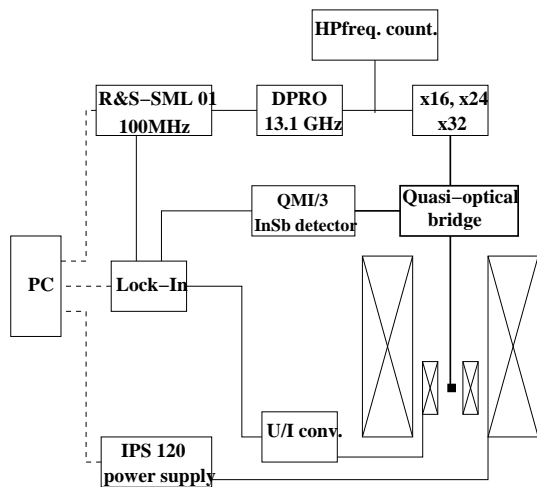 HPfreq. count.
R&S−SML 01
100MHz
DPRO
13.1 GHz
x16, x24
x32
QMI/3
InSb detector
Quasi−optical
bridge
PC
Lock−In
U/I conv.
IPS 120
power supply